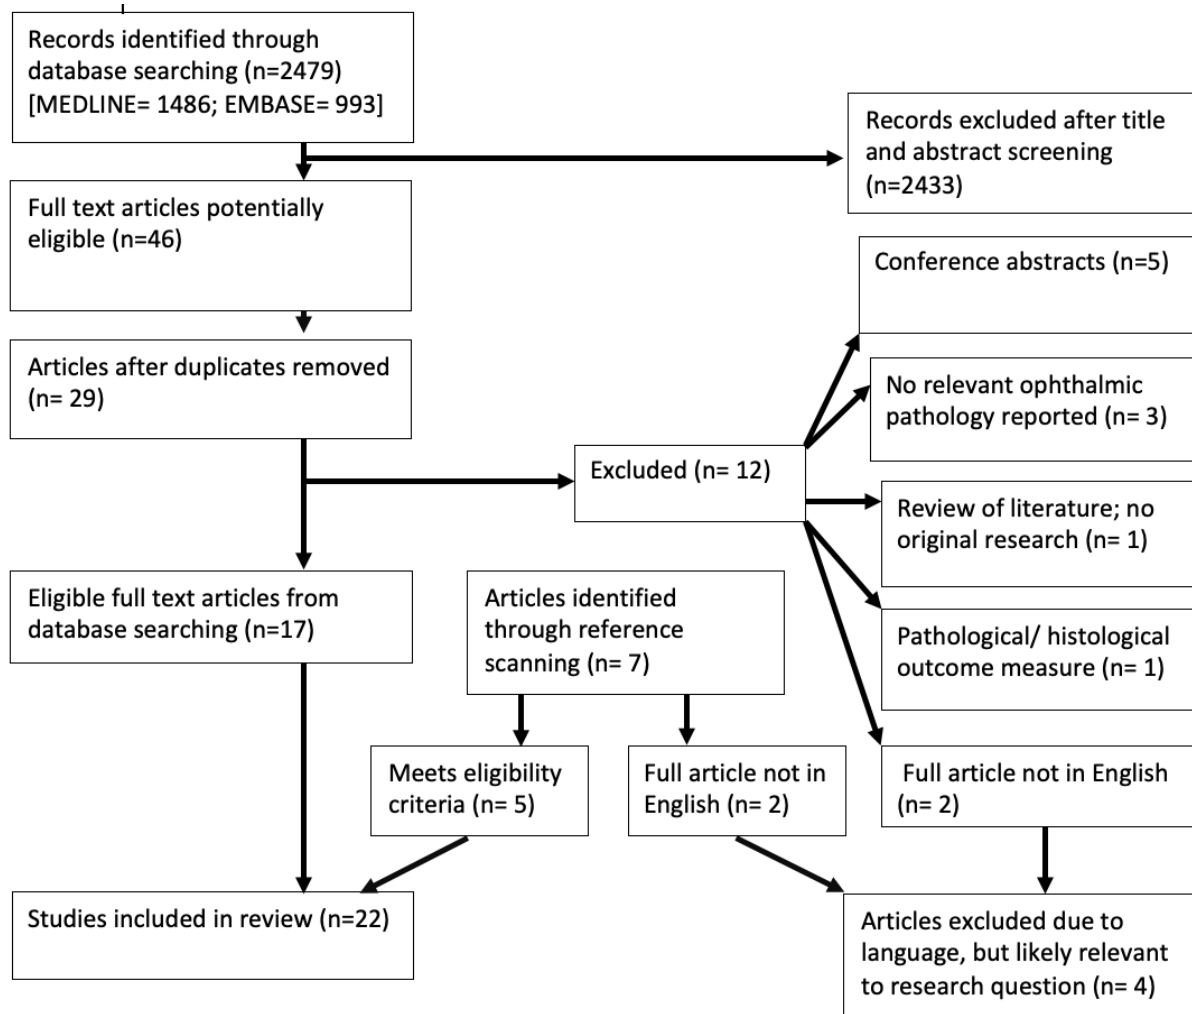 Records identified through
database searching (n=2479)
[MEDLINE= 1486; EMBASE= 993]
Records excluded after title
and abstract screening
(n=2433)
Full text articles potentially
eligible (n=46)
Conference abstracts (n=5)
Articles after duplicates removed
(n= 29)
No relevant ophthalmic
pathology reported (n= 3)
Excluded (n= 12)
Review of literature; no
original research (n= 1)
Eligible full text articles from
database searching (n=17)
Articles identified
through reference
scanning (n= 7)
Pathological/ histological
outcome measure (n= 1)
Meets eligibility
criteria (n= 5)
Full article not in
English (n= 2)
Full article not in English
(n= 2)
Studies included in review (n=22)
Articles excluded due to
language, but likely relevant
to research question (n= 4)